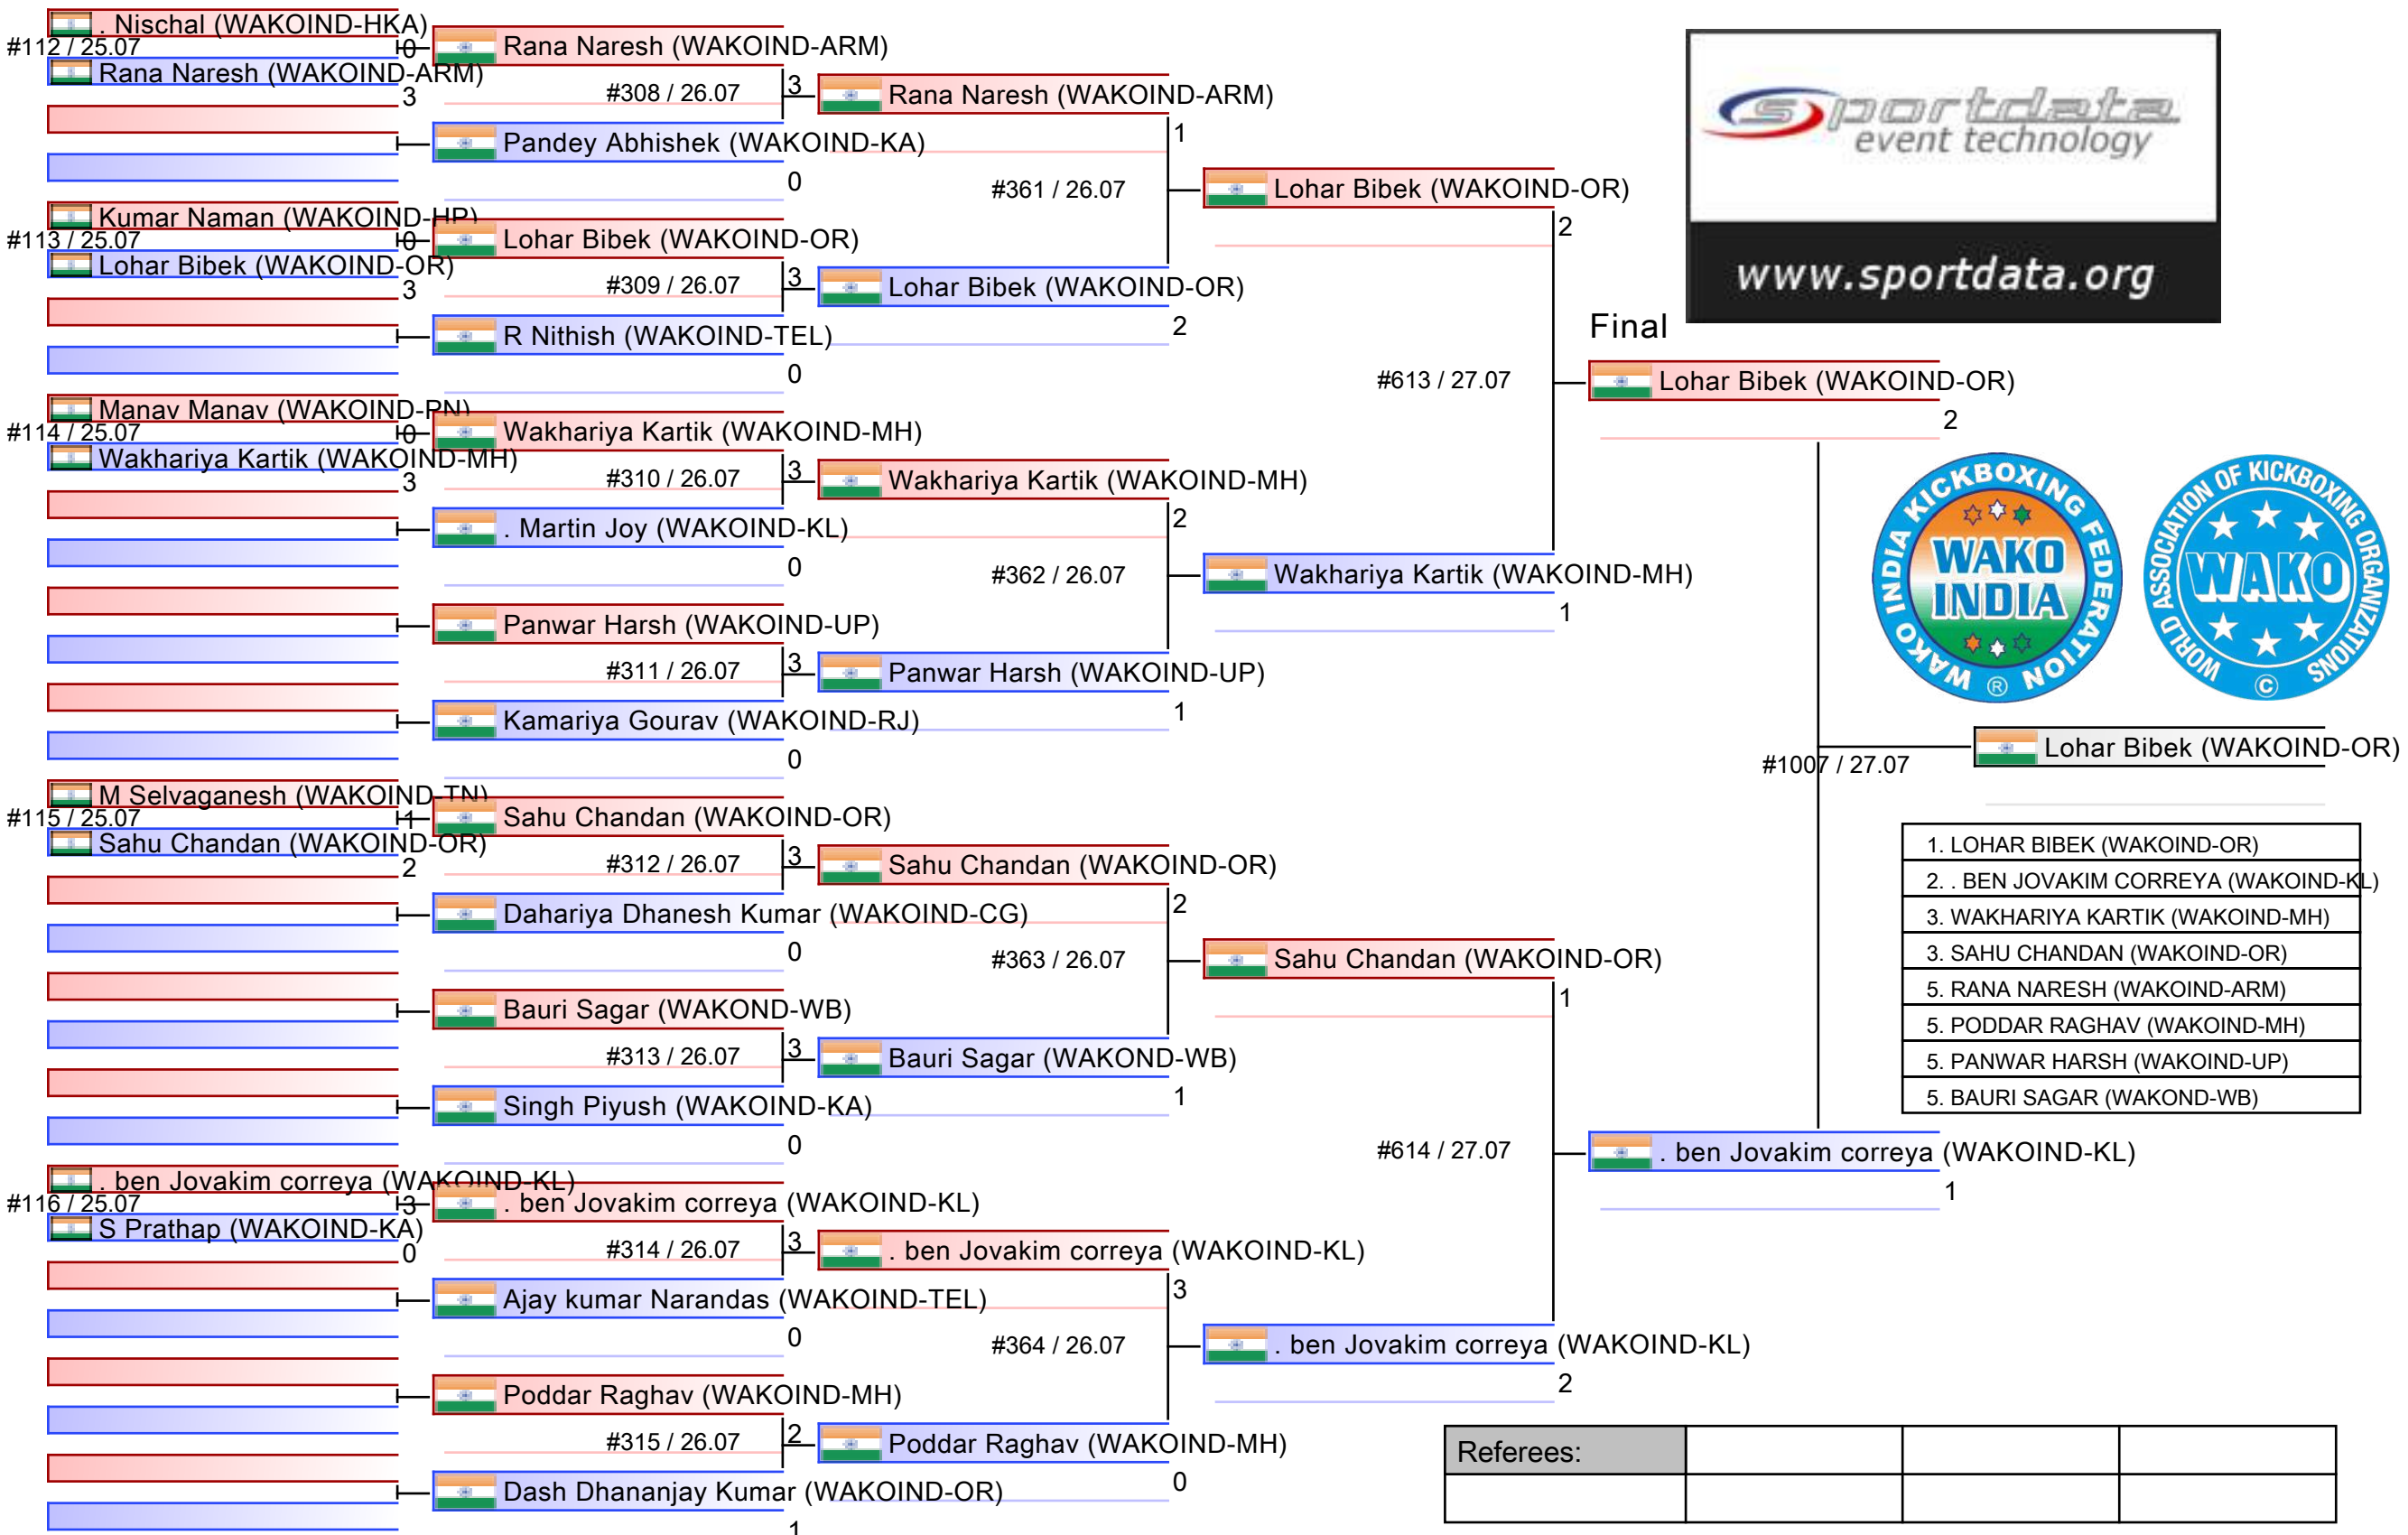 . Nischal (WAKOIND-HKA)
#112 / 25.07
0
Rana Naresh (WAKOIND-ARM)
3
Kumar Naman (WAKOIND-HP)
#113 / 25.07
0
Lohar Bibek (WAKOIND-OR)
3
Manav Manav (WAKOIND-PN)
#114 / 25.07
0
Wakhariya Kartik (WAKOIND-MH)
3
M Selvaganesh (WAKOIND-TN)
#115 / 25.07
1
Sahu Chandan (WAKOIND-OR)
2
. ben Jovakim correya (WAKOIND-KL)
#116 / 25.07
3
S Prathap (WAKOIND-KA)
0
Rana Naresh (WAKOIND-ARM)
#308 / 26.07
3
Pandey Abhishek (WAKOIND-KA)
0
Lohar Bibek (WAKOIND-OR)
#309 / 26.07
3
R Nithish (WAKOIND-TEL)
0
Wakhariya Kartik (WAKOIND-MH)
#310 / 26.07
3
. Martin Joy (WAKOIND-KL)
0
Panwar Harsh (WAKOIND-UP)
#311 / 26.07
3
Kamariya Gourav (WAKOIND-RJ)
0
Sahu Chandan (WAKOIND-OR)
#312 / 26.07
3
Dahariya Dhanesh Kumar (WAKOIND-CG)
0
Bauri Sagar (WAKOND-WB)
#313 / 26.07
3
Singh Piyush (WAKOIND-KA)
0
. ben Jovakim correya (WAKOIND-KL)
#314 / 26.07
3
Ajay kumar Narandas (WAKOIND-TEL)
0
Poddar Raghav (WAKOIND-MH)
#315 / 26.07
2
Dash Dhananjay Kumar (WAKOIND-OR)
1
Rana Naresh (WAKOIND-ARM)
1
#361 / 26.07
Lohar Bibek (WAKOIND-OR)
2
Wakhariya Kartik (WAKOIND-MH)
2
#362 / 26.07
Panwar Harsh (WAKOIND-UP)
1
Sahu Chandan (WAKOIND-OR)
2
#363 / 26.07
Bauri Sagar (WAKOND-WB)
1
. ben Jovakim correya (WAKOIND-KL)
3
#364 / 26.07
Poddar Raghav (WAKOIND-MH)
0
Lohar Bibek (WAKOIND-OR)
2
#613 / 27.07
Wakhariya Kartik (WAKOIND-MH)
1
Sahu Chandan (WAKOIND-OR)
1
#614 / 27.07
. ben Jovakim correya (WAKOIND-KL)
2
Final
Lohar Bibek (WAKOIND-OR)
2
#1007 / 27.07
. ben Jovakim correya (WAKOIND-KL)
1
Lohar Bibek (WAKOIND-OR)
sportdata
event technology
www.sportdata.org
WAKO INDIA KICKBOXING FEDERATION
WAKO
INDIA
®
WORLD ASSOCIATION OF KICKBOXING ORGANIZATIONS
WAKO
©
1. LOHAR BIBEK (WAKOIND-OR)
2. . BEN JOVAKIM CORREYA (WAKOIND-KL)
3. WAKHARIYA KARTIK (WAKOIND-MH)
3. SAHU CHANDAN (WAKOIND-OR)
5. RANA NARESH (WAKOIND-ARM)
5. PODDAR RAGHAV (WAKOIND-MH)
5. PANWAR HARSH (WAKOIND-UP)
5. BAURI SAGAR (WAKOND-WB)
Referees: